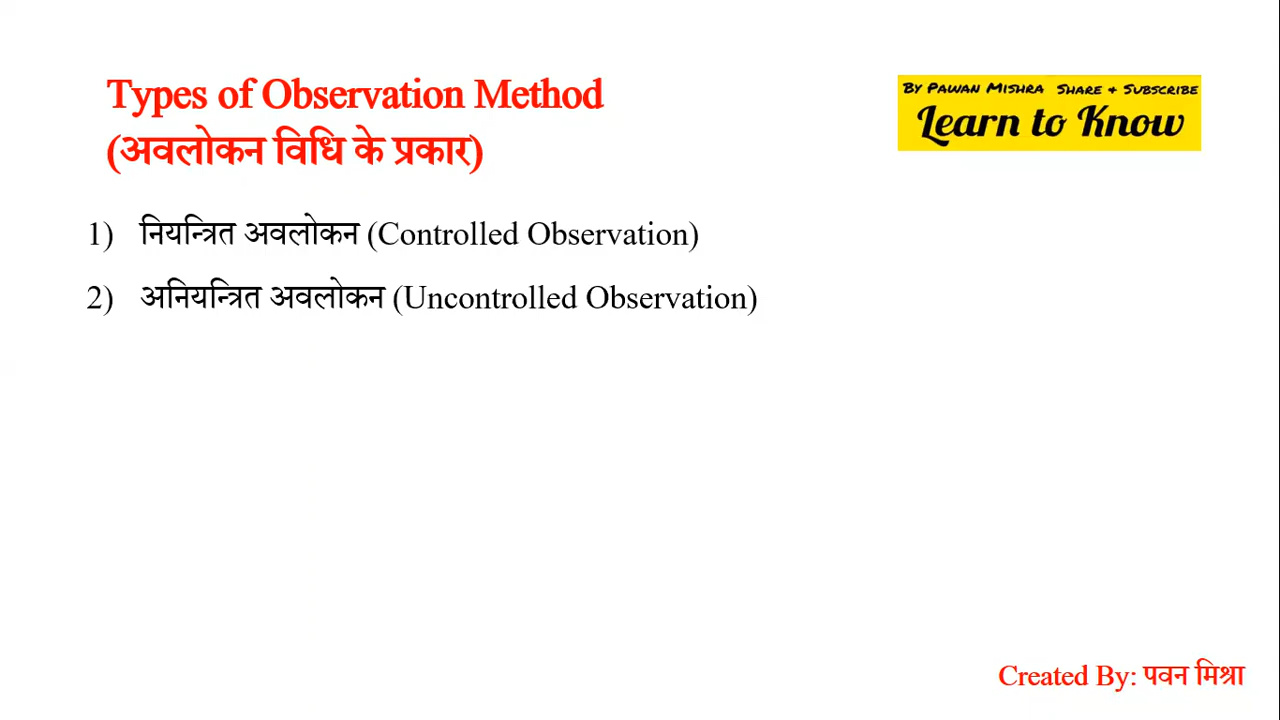 Types of Observation Method
(अवलोकन विधि के प्रकार)
By Pawan Mishra Share & Subscribe
Learn to Know
1) नियन्त्रित अवलोकन (Controlled Observation)
2) अनियन्त्रित अवलोकन (Uncontrolled Observation)
Created By: पवन मिश्रा